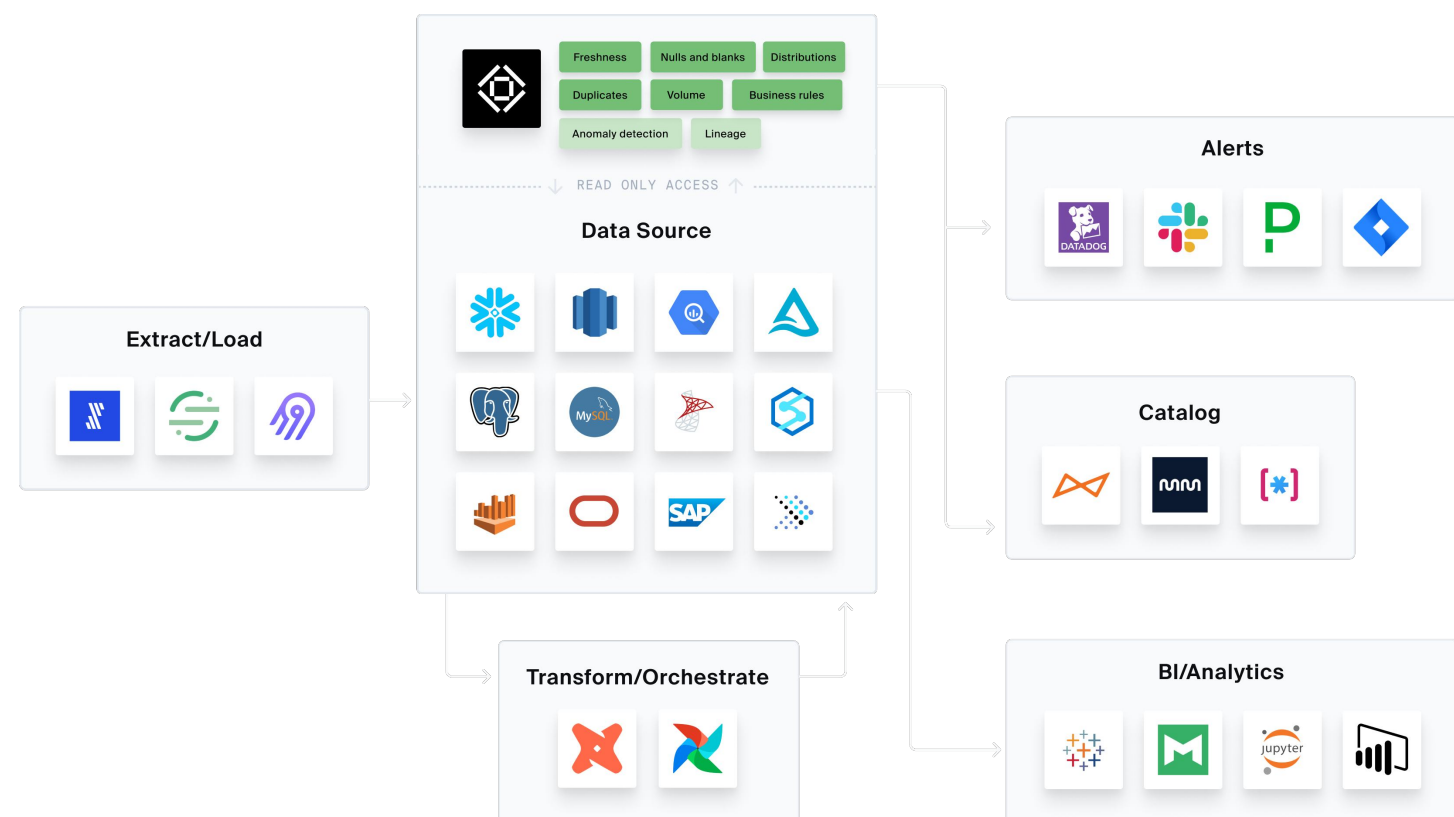 Freshness
Nulls and blanks
Distributions
Duplicates
Volume
Business rules
Anomaly detection
Lineage
READ ONLY ACCESS
Data Source
MySQL
SAP
Extract/Load
Transform/Orchestrate
Alerts
DATADOG
Catalog
BI/Analytics
jupyter